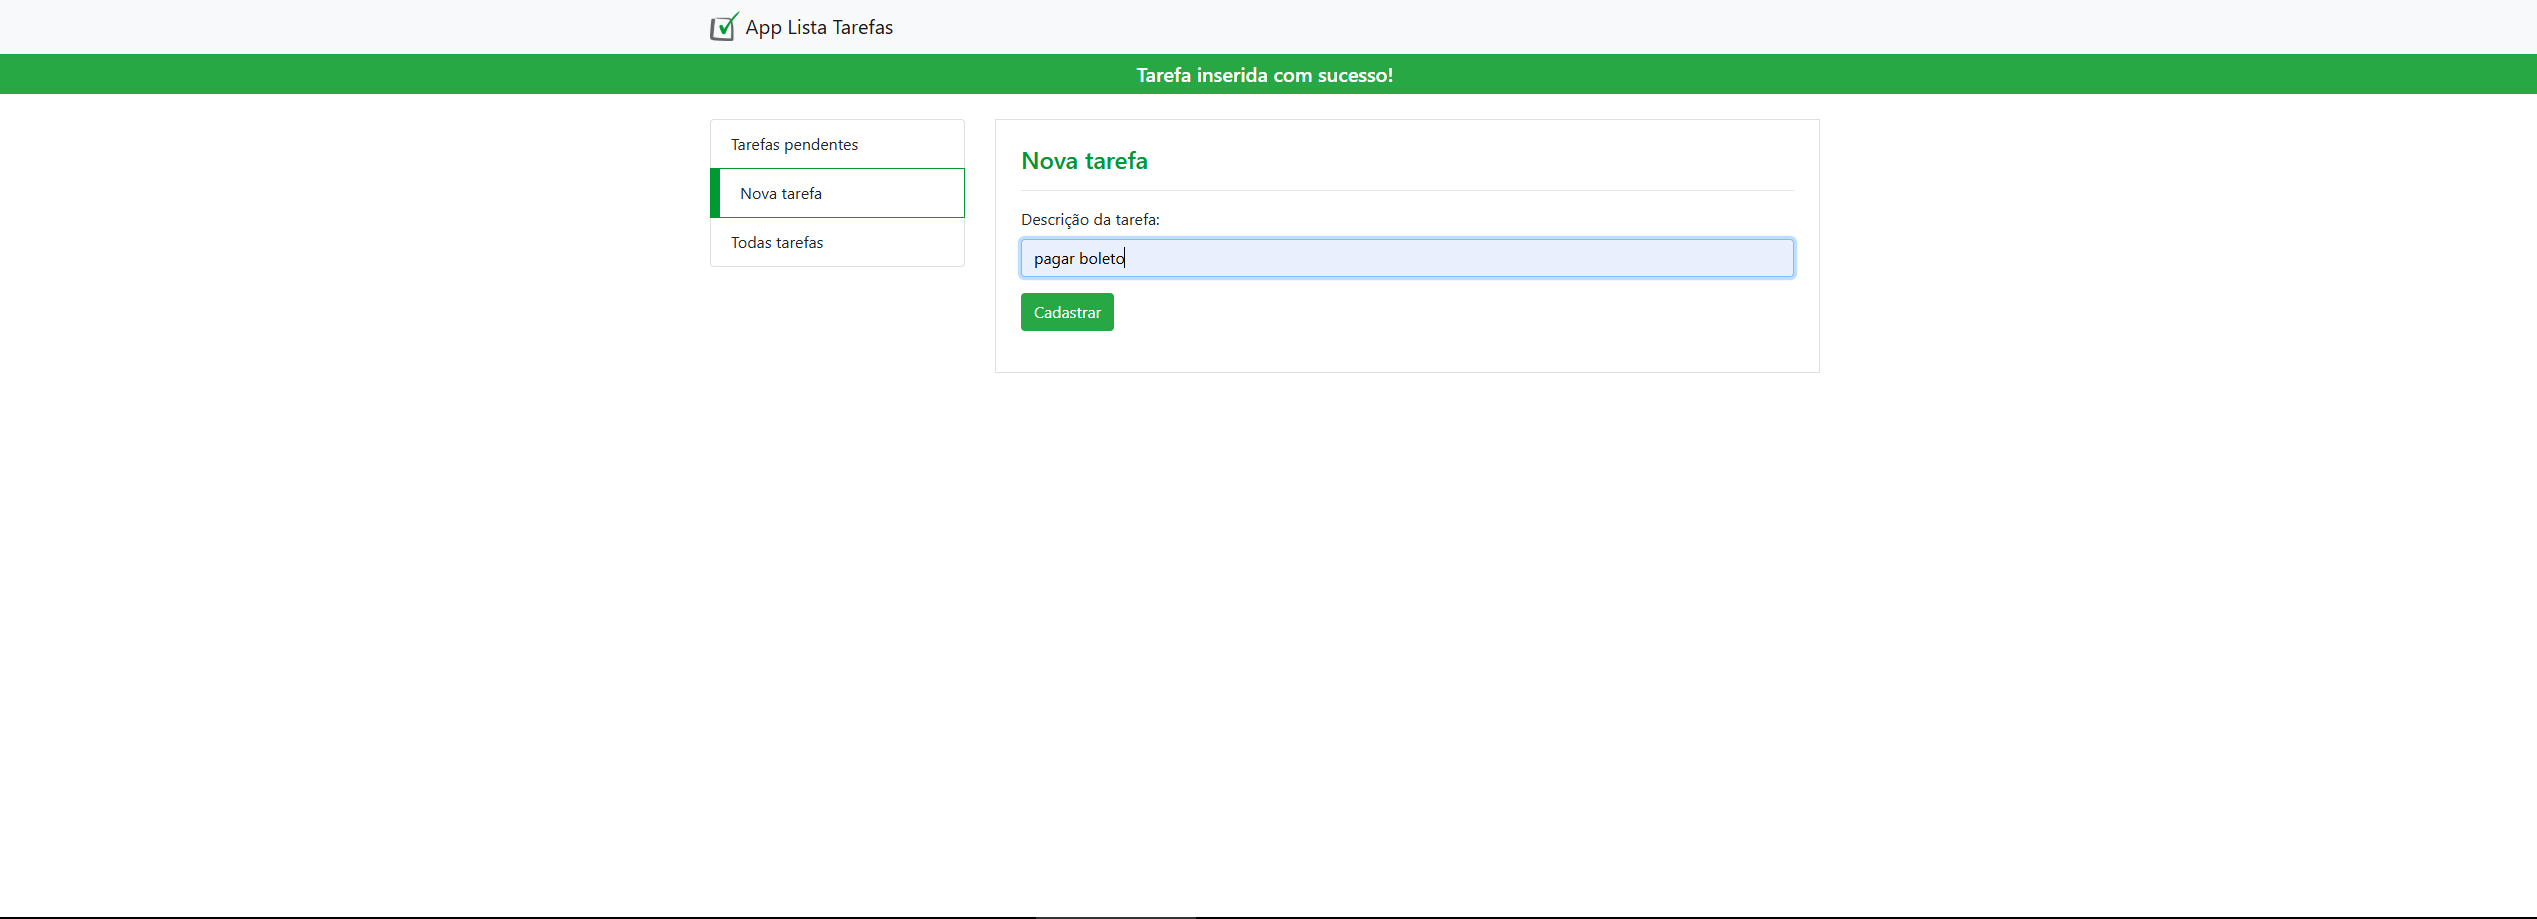 App Lista Tarefas
Tarefa inserida com sucesso!
Tarefas pendentes
Nova tarefa
Todas tarefas
Nova tarefa
Descrição da tarefa:
pagar boleto
Cadastrar